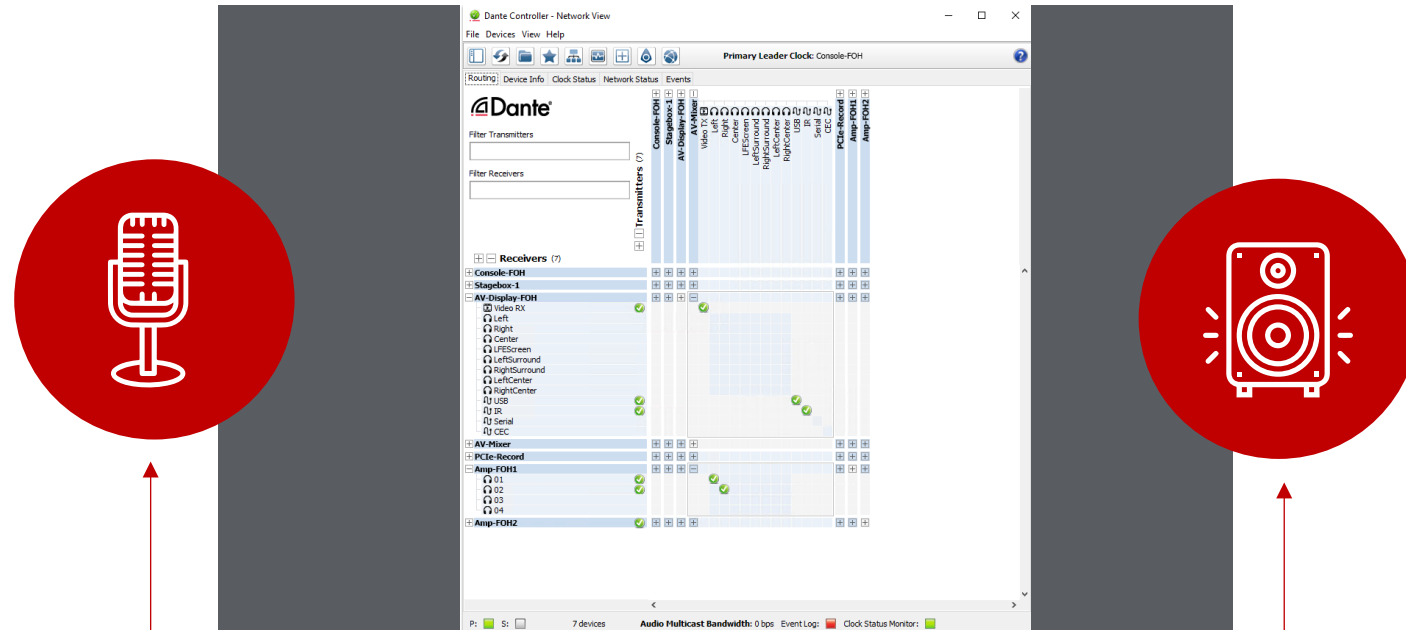 Dante Controller - Network View
File Devices View Help
Primary Leader Clock: Console-FOH
Routing Device Info Clock Status Network Status Events
Dante
Filter Transmitters
Filter Receivers
Transmitters (7)
Console-FOH
Stagebox-1
AV-Display-FOH
AV-Mixer
Video TX
Left
Right
Center
LFEScreen
LeftSurround
RightSurround
LeftCenter
RightCenter
USB
IR
Serial
CEC
PCIe-Record
Amp-FOH1
Amp-FOH2
Receivers (7)
Console-FOH
Stagebox-1
AV-Display-FOH
Video RX
Left
Right
Center
LFEScreen
LeftSurround
RightSurround
LeftCenter
RightCenter
USB
IR
Serial
CEC
AV-Mixer
PCIe-Record
Amp-FOH1
01
02
03
04
Amp-FOH2
P: S: 7 devices Audio Multicast Bandwidth: 0 bps Event Log: Clock Status Monitor: